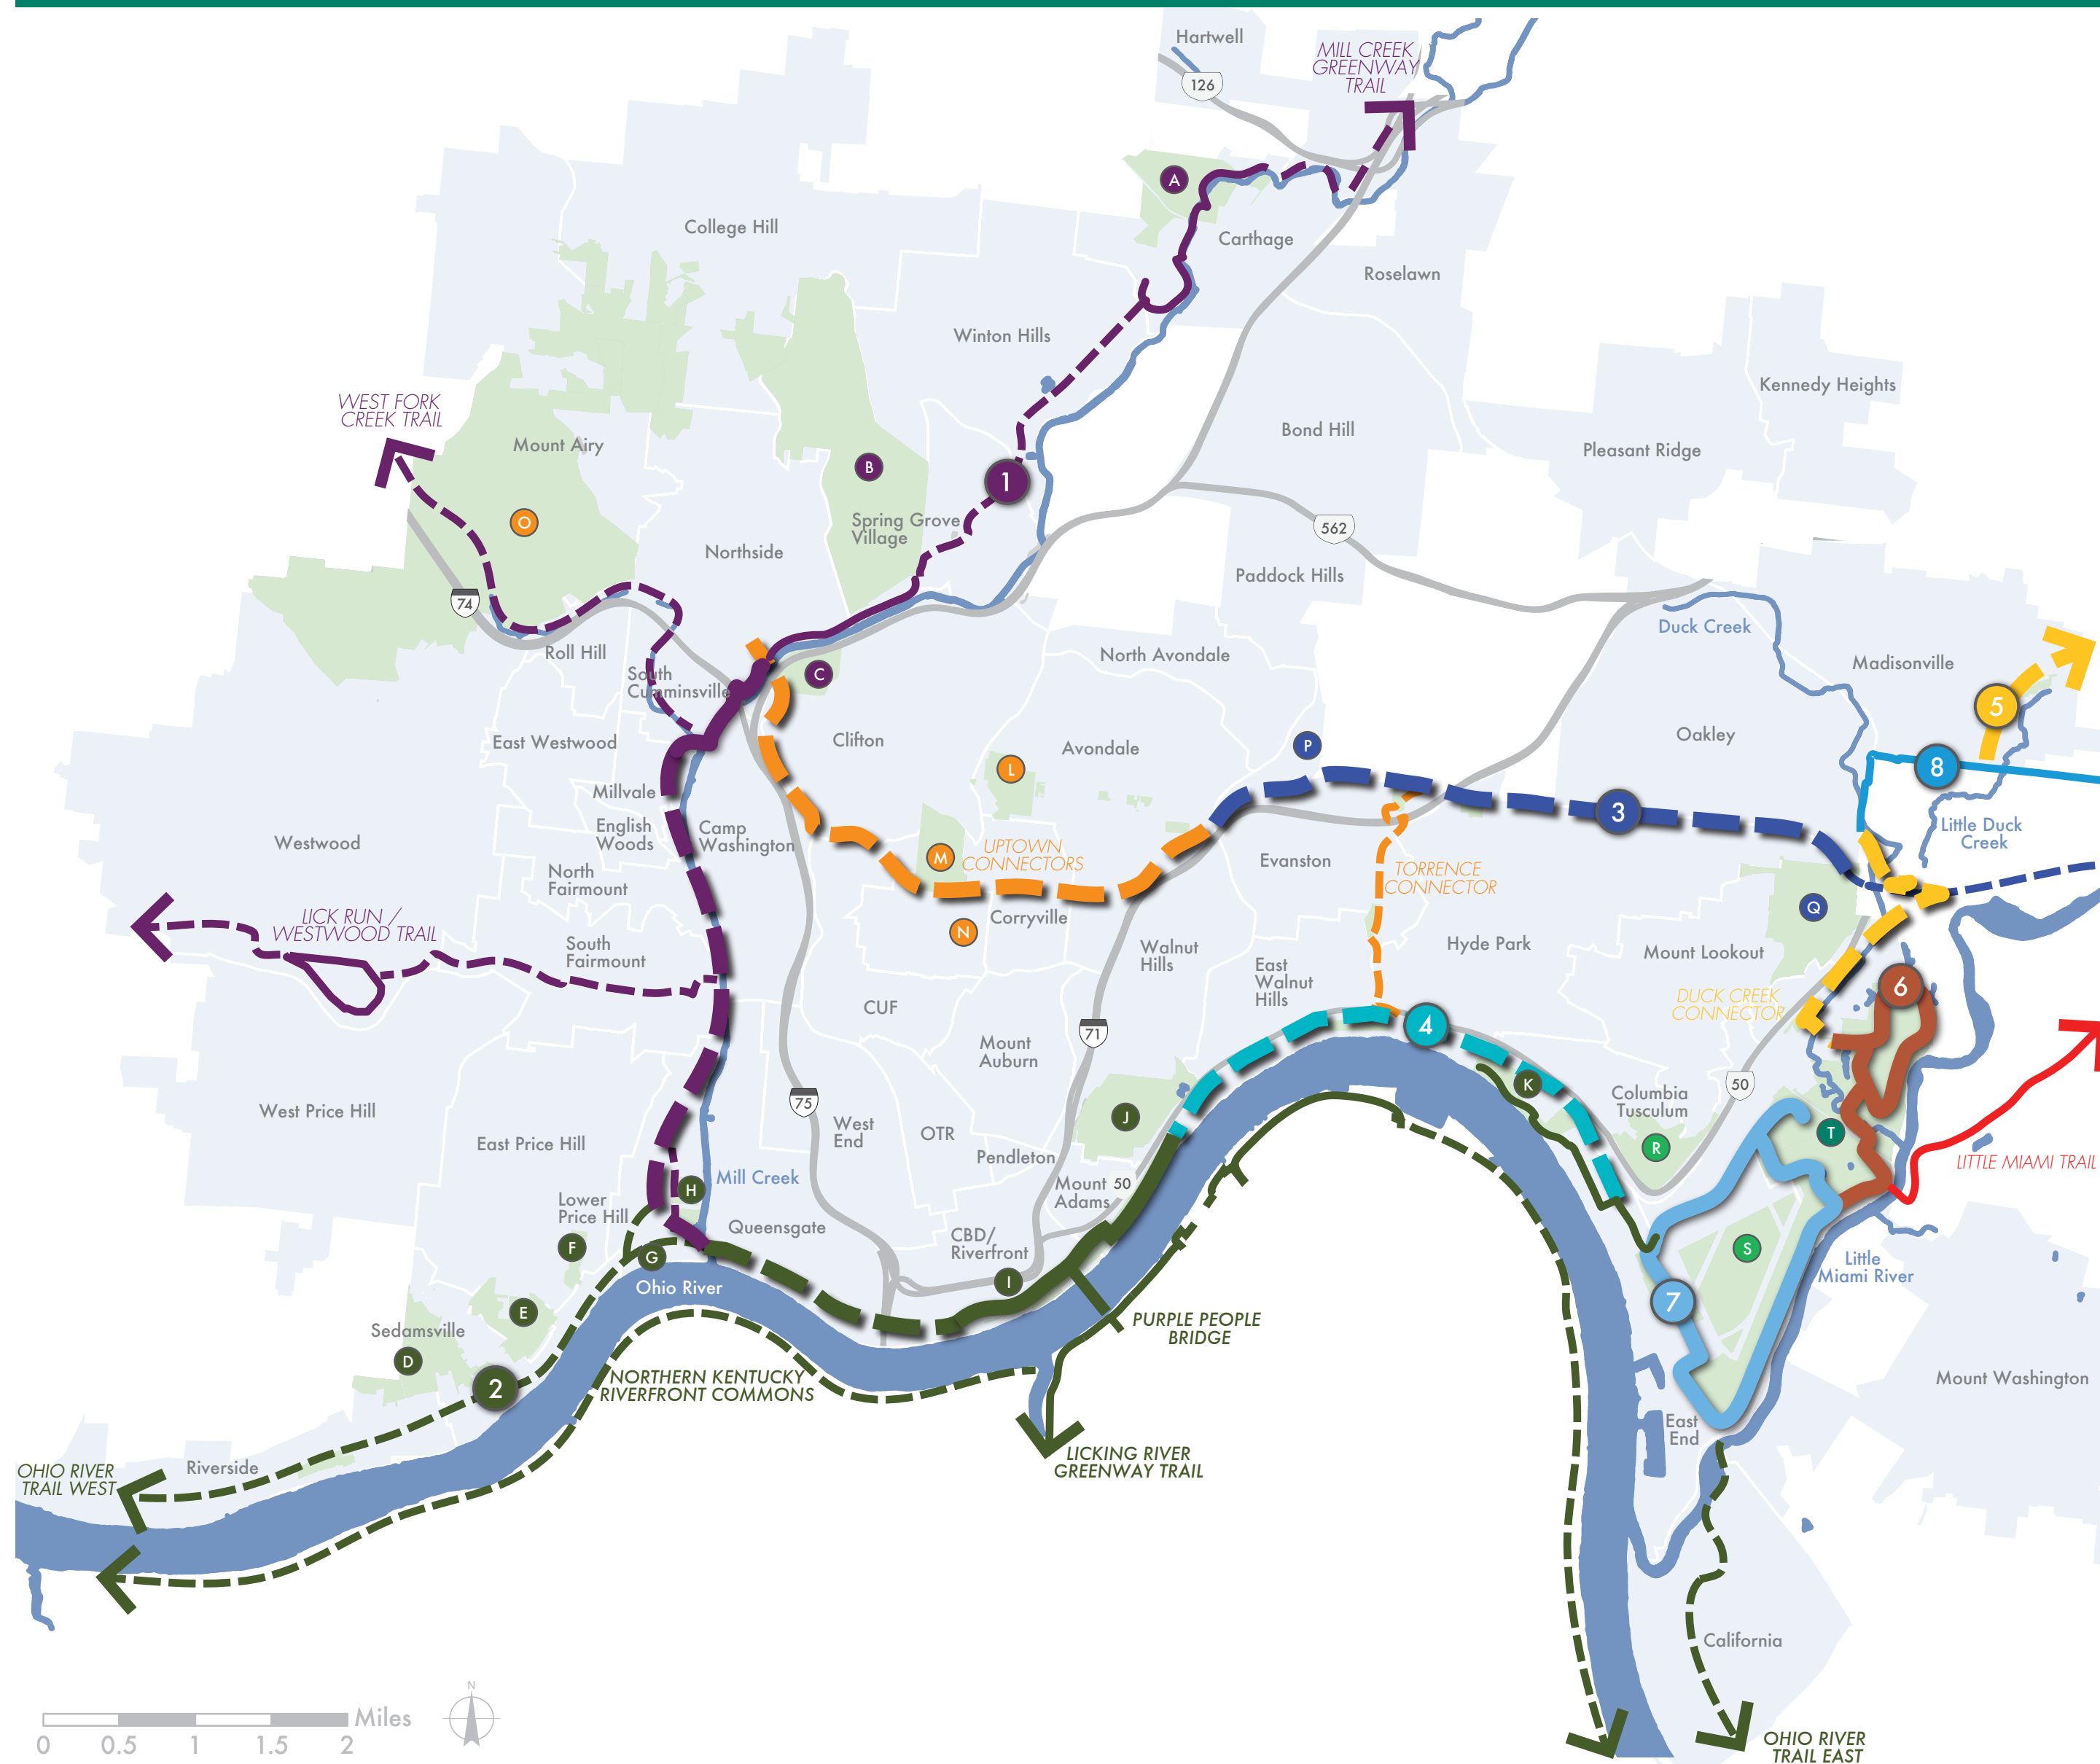 Hartwell
126
MILL CREEK
GREENWAY
TRAIL
A
Carthage
Roselawn
College Hill
Winton Hills
Kennedy Heights
WEST FORK
CREEK TRAIL
Mount Airy
Bond Hill
Pleasant Ridge
B
1
O
Spring Grove
Village
562
Northside
Paddock Hills
74
Duck Creek
Roll Hill
North Avondale
Madisonville
South
Cumminsville
C
5
East Westwood
Clifton
Avondale
P
Oakley
L
8
Millvale
3
English
Woods
Camp
Washington
Little Duck
Creek
Westwood
M
UPTOWN
CONNECTORS
Evanston
TORRENCE
CONNECTOR
North
Fairmount
Q
LICK RUN /
WESTWOOD TRAIL
N
Corryville
South
Fairmount
Walnut
Hills
Hyde Park
Mount Lookout
East
Walnut
Hills
6
DUCK CREEK
CONNECTOR
CUF
4
71
Mount
Auburn
K
50
75
West Price Hill
East Price Hill
West
End
OTR
J
Columbia
Tusculum
T
R
Pendleton
LITTLE MIAMI TRAIL
Mill Creek
H
Mount
Adams
50
Lower
Price Hill
Queensgate
CBD/
Riverfront
F
G
S
I
Little
Miami River
Ohio River
7
E
Sedamsville
PURPLE PEOPLE
BRIDGE
D
2
NORTHERN KENTUCKY
RIVERFRONT COMMONS
Mount Washington
East
End
LICKING RIVER
GREENWAY TRAIL
OHIO RIVER
TRAIL WEST
Riverside
California
N
Miles
0 0.5 1 1.5 2
OHIO RIVER
TRAIL EAST